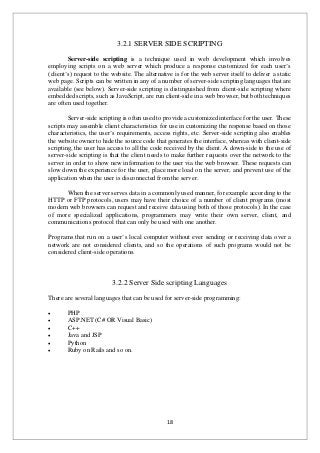 3.2.1 SERVER SIDE SCRIPTING
Server-side scripting is a technique used in web development which involves
employing scripts on a web server which produce a response customized for each user's
(client's) request to the website. The alternative is for the web server itself to deliver a static
web page. Scripts can be written in any of a number of server-side scripting languages that are
available (see below). Server-side scripting is distinguished from client-side scripting where
embedded scripts, such as JavaScript, are run client-side in a web browser, but both techniques
are often used together.
Server-side scripting is often used to provide a customized interface for the user. These
scripts may assemble client characteristics for use in customizing the response based on those
characteristics, the user's requirements, access rights, etc. Server-side scripting also enables
the website owner to hide the source code that generates the interface, whereas with client-side
scripting, the user has access to all the code received by the client. A down-side to the use of
server-side scripting is that the client needs to make further requests over the network to the
server in order to show new information to the user via the web browser. These requests can
slow down the experience for the user, place more load on the server, and prevent use of the
application when the user is disconnected from the server.
When the server serves data in a commonly used manner, for example according to the
HTTP or FTP protocols, users may have their choice of a number of client programs (most
modern web browsers can request and receive data using both of those protocols). In the case
of more specialized applications, programmers may write their own server, client, and
communications protocol that can only be used with one another.
Programs that run on a user's local computer without ever sending or receiving data over a
network are not considered clients, and so the operations of such programs would not be
considered client-side operations.
3.2.2 Server Side scripting Languages
There are several languages that can be used for server-side programming:
• PHP
• ASP.NET (C# OR Visual Basic)
• C++
• Java and JSP
• Python
• Ruby on Rails and so on.
18